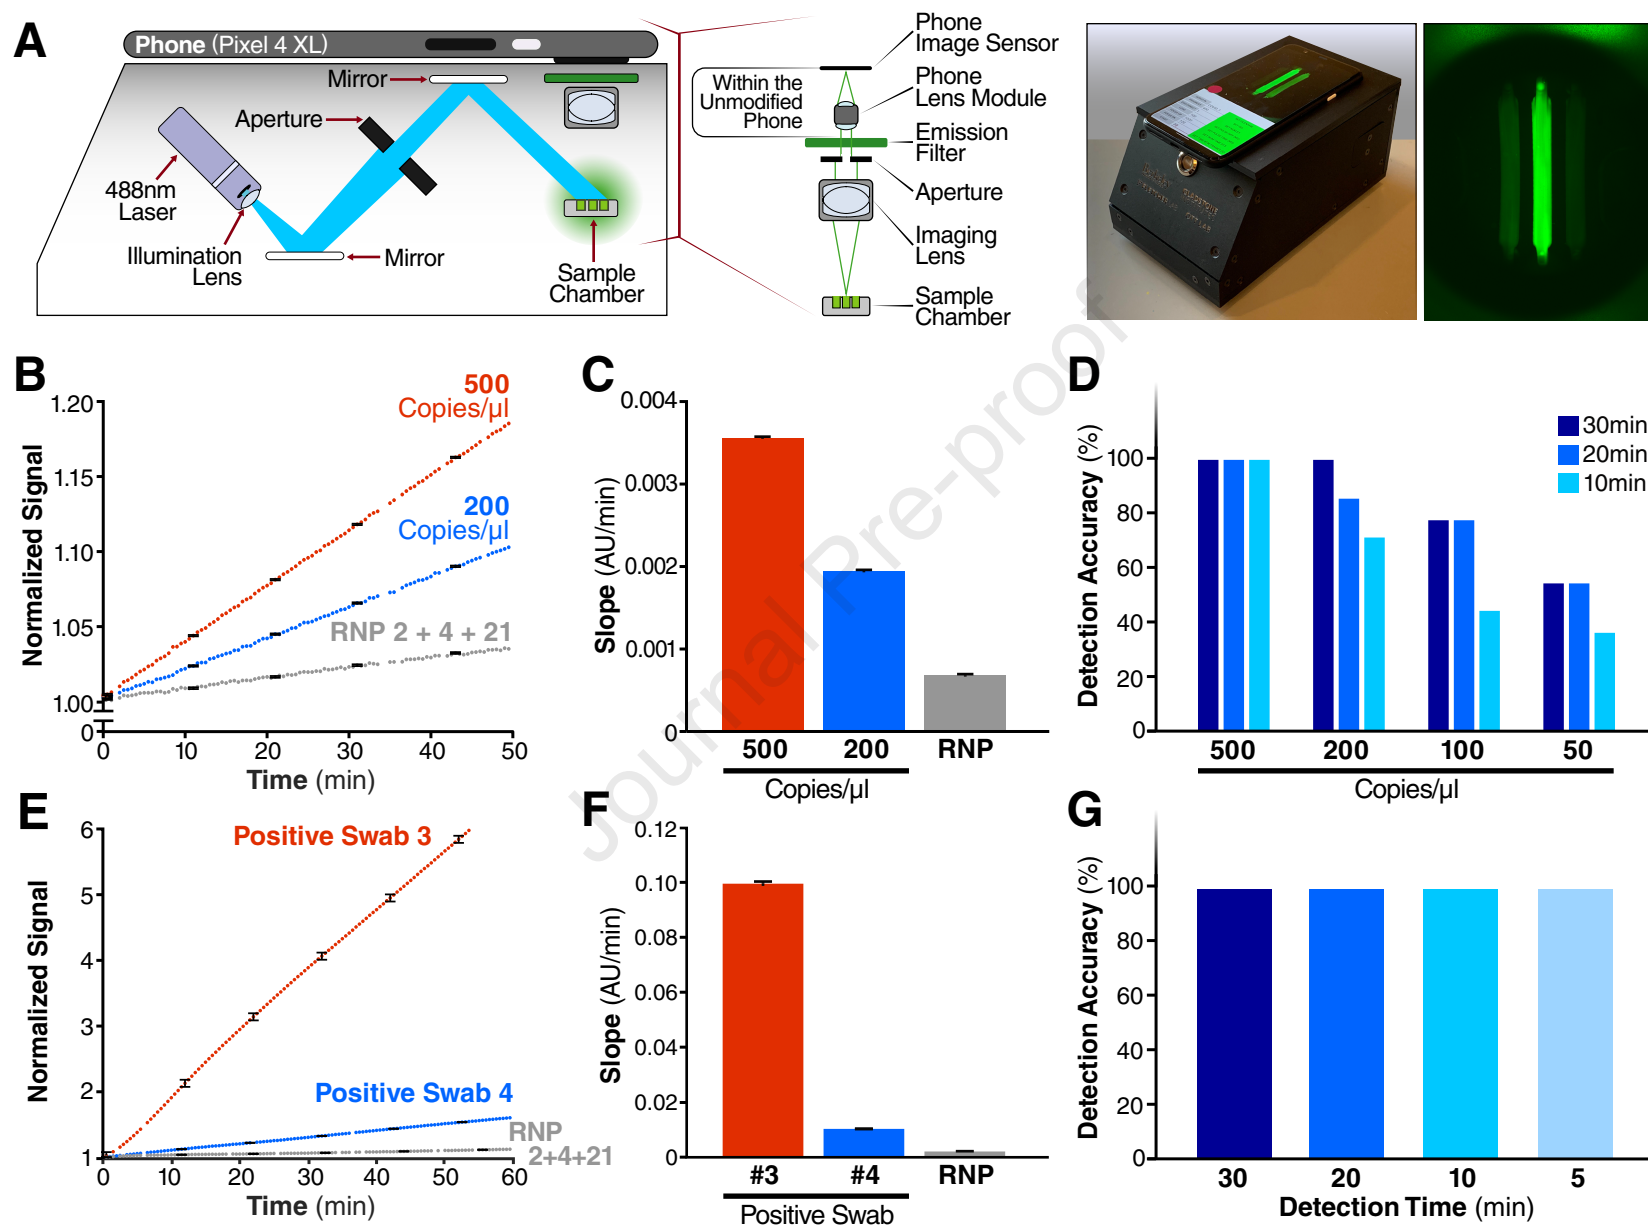 A
Phone (Pixel 4 XL)
Mirror
Aperture
488nm
Laser
Illumination
Lens
Mirror
Sample
Chamber
Phone
Image Sensor
Within the
Unmodified
Phone
Phone
Lens Module
Emission
Filter
Aperture
Imaging
Lens
Sample
Chamber
B
Normalized Signal
1.20
1.15
1.10
1.05
1.00
0
500
Copies/µl
200
Copies/µl
RNP 2 + 4 + 21
0 10 20 30 40 50
Time (min)
C
Slope (AU/min)
0.004
0.003
0.002
0.001
0
500 200 RNP
Copies/µl
D
Detection Accuracy (%)
100
80
60
40
20
0
30min
20min
10min
500 200 100 50
Copies/µl
E
Normalized Signal
6
5
4
3
2
1
Positive Swab 3
Positive Swab 4
RNP
2+4+21
0 10 20 30 40 50 60
Time (min)
F
Slope (AU/min)
0.12
0.10
0.08
0.06
0.04
0.02
0
#3 #4 RNP
Positive Swab
G
Detection Accuracy (%)
100
80
60
40
20
0
30 20 10 5
Detection Time (min)
Journal Pre-proof